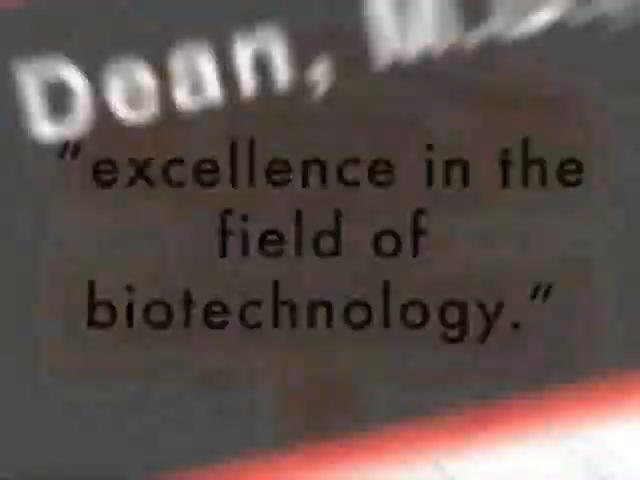 Dean, M.D.
"excellence in the
field of
biotechnology."